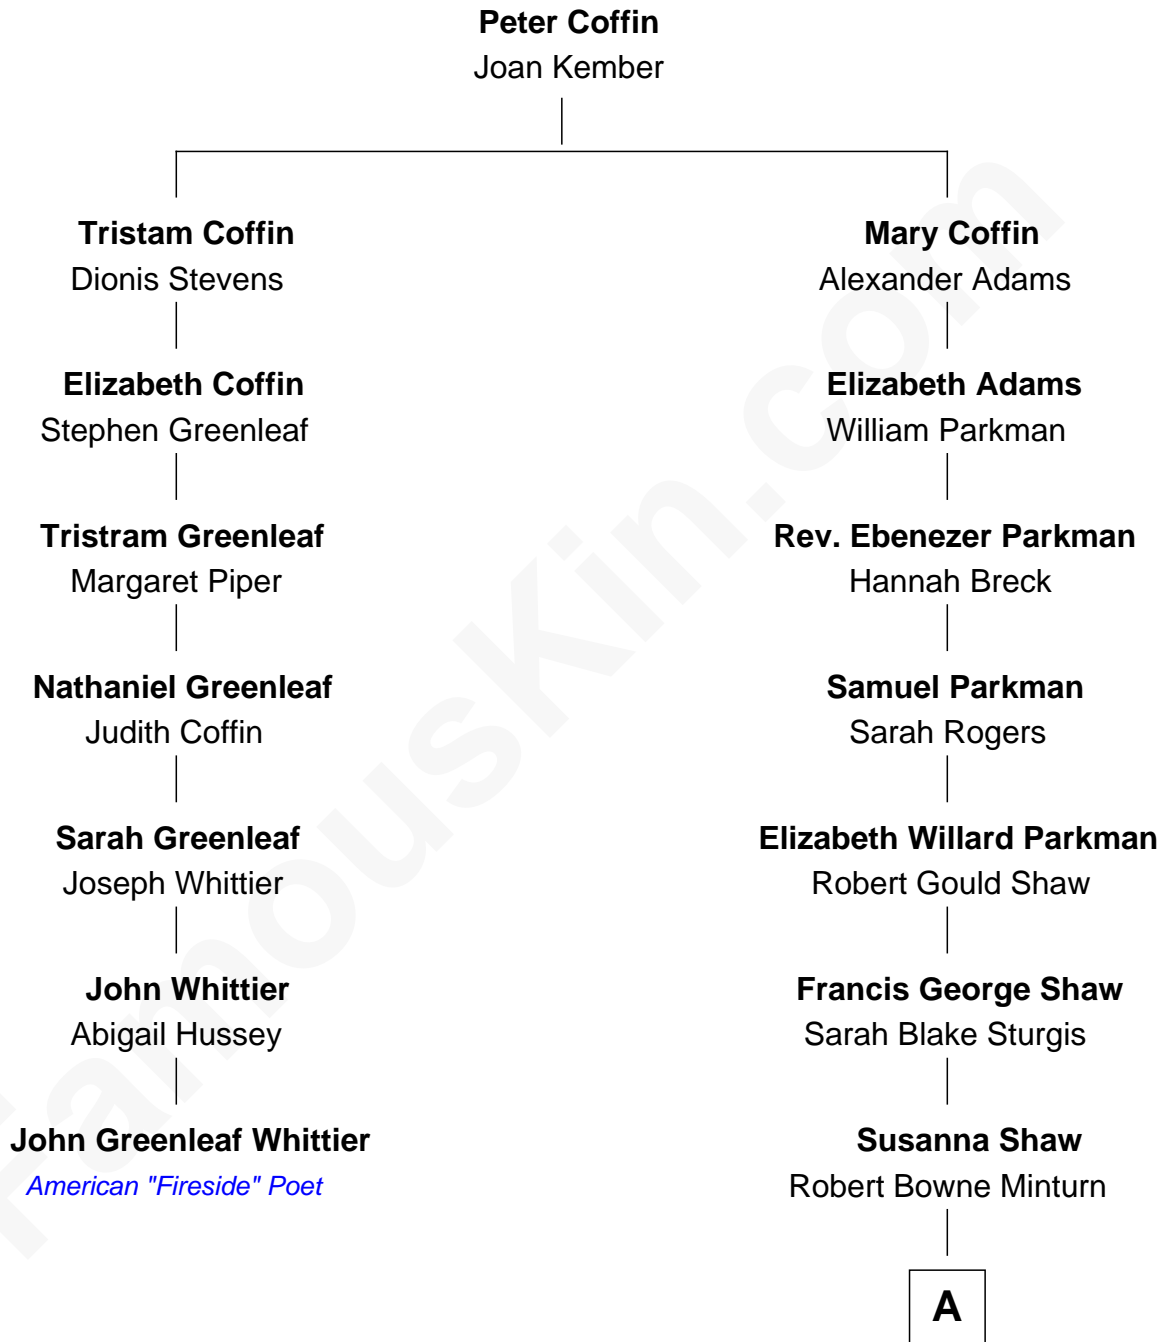 Peter Coffin
Joan Kember
Tristam Coffin
Dionis Stevens
Elizabeth Coffin
Stephen Greenleaf
Tristram Greenleaf
Margaret Piper
Nathaniel Greenleaf
Judith Coffin
Sarah Greenleaf
Joseph Whittier
John Whittier
Abigail Hussey
John Greenleaf Whittier
American "Fireside" Poet
Mary Coffin
Alexander Adams
Elizabeth Adams
William Parkman
Rev. Ebenezer Parkman
Hannah Breck
Samuel Parkman
Sarah Rogers
Elizabeth Willard Parkman
Robert Gould Shaw
Francis George Shaw
Sarah Blake Sturgis
Susanna Shaw
Robert Bowne Minturn
A
FamousKin.com